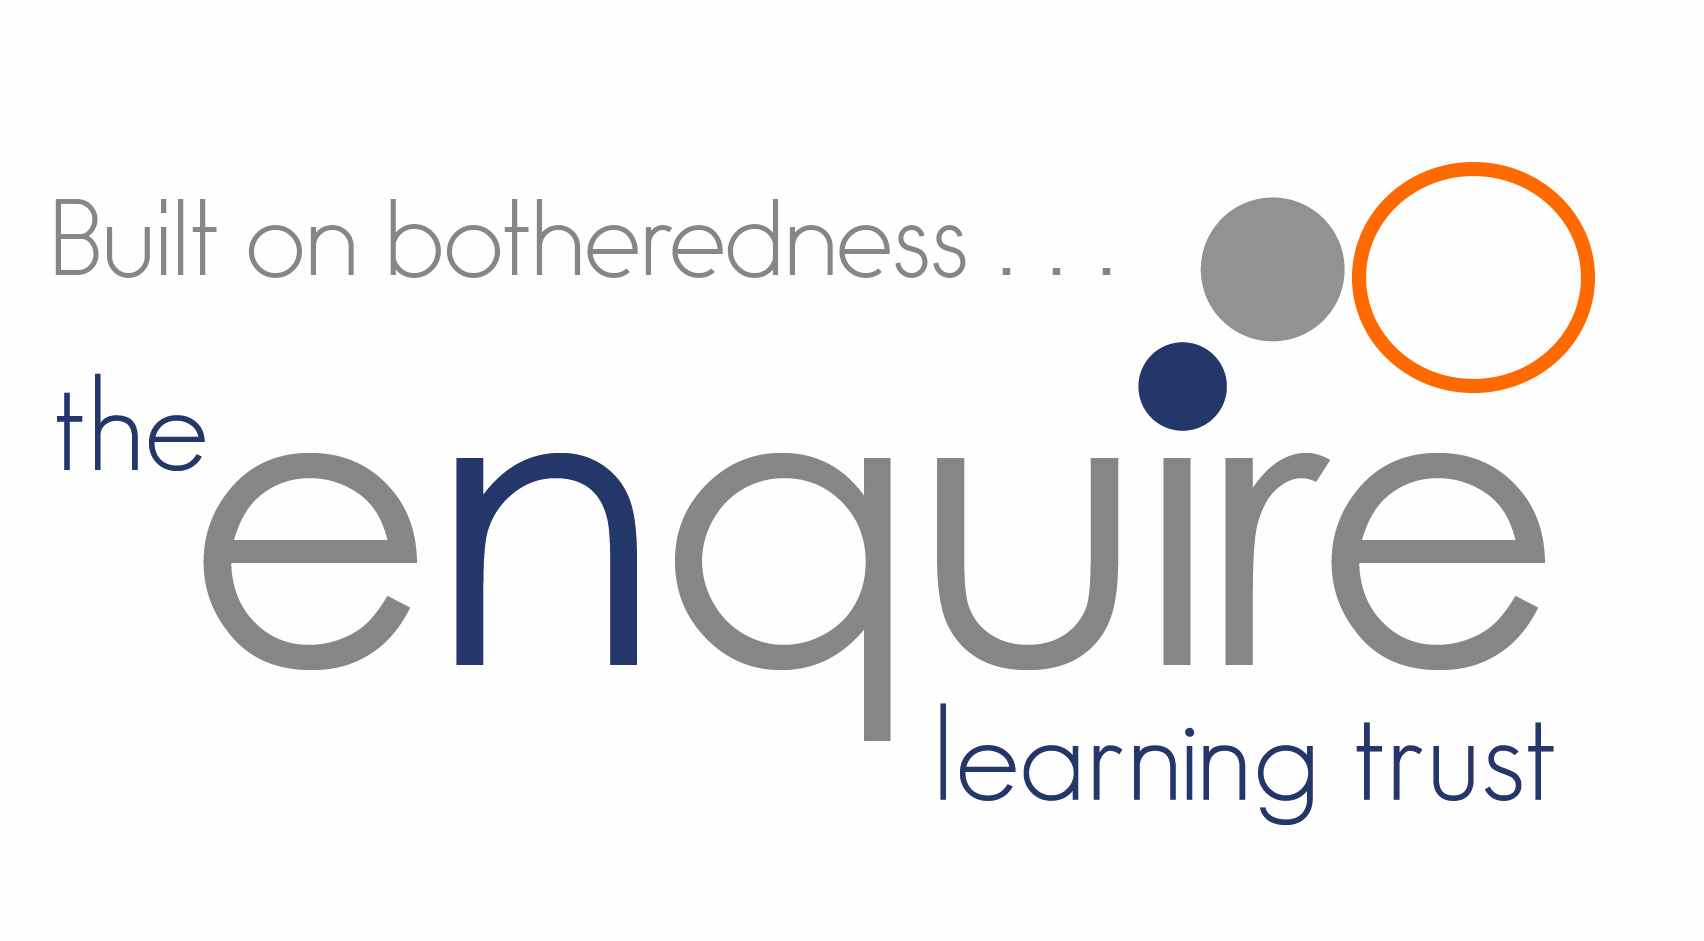 Built on botheredness . . .
the
enquire
learning trust